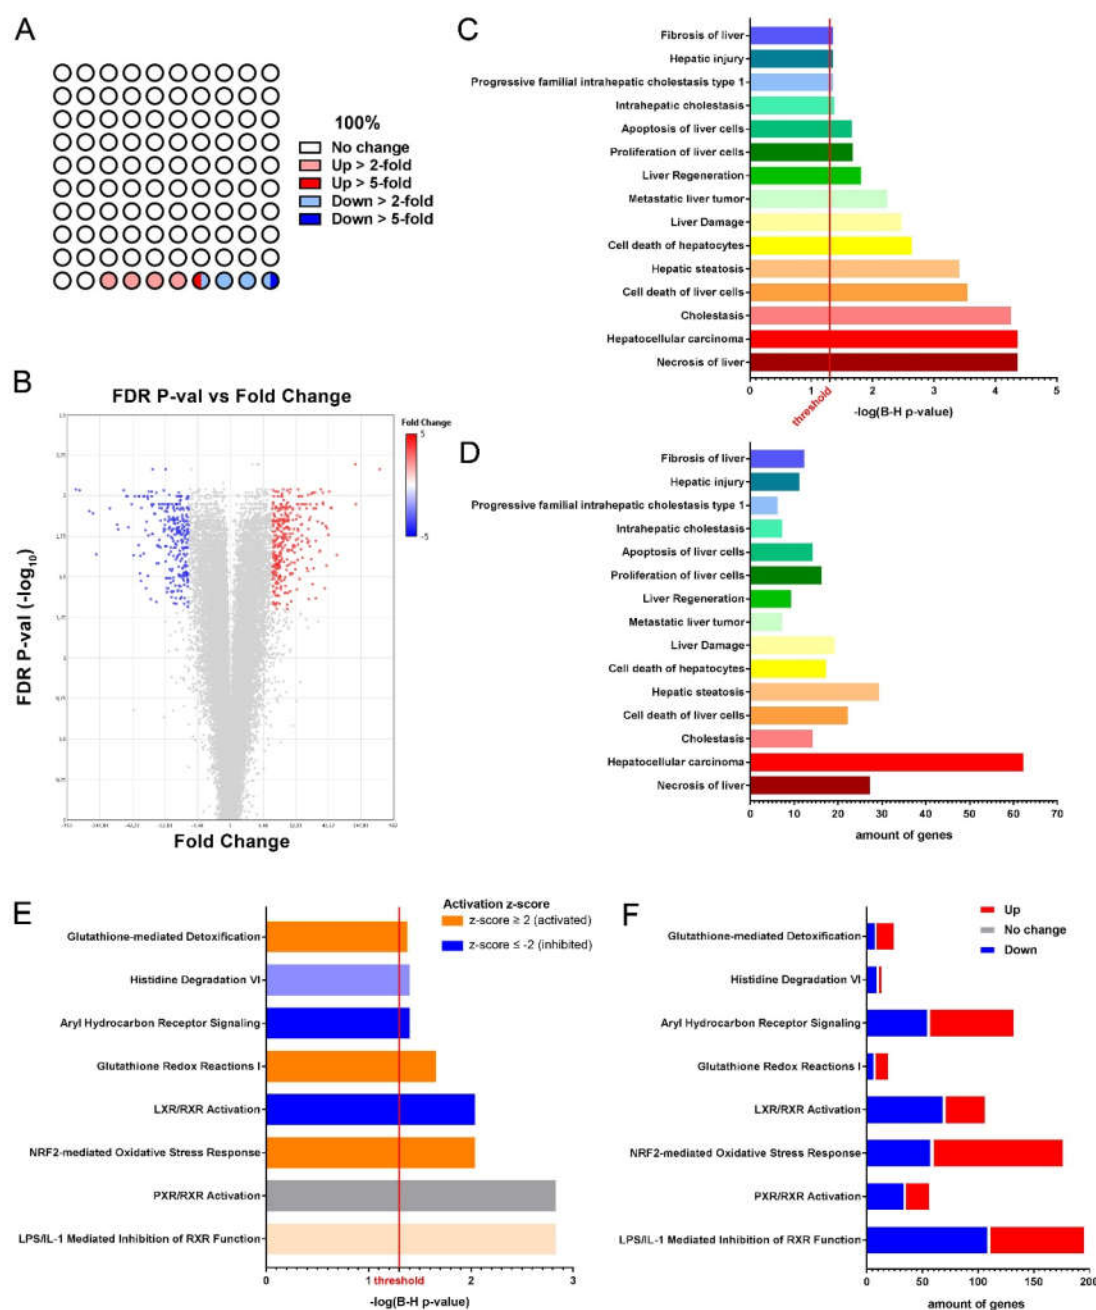 A
100%
No change
Up > 2-fold
Up > 5-fold
Down > 2-fold
Down > 5-fold
B
FDR P-val vs Fold Change
Fold Change
5
-5
FDR P-val (-log10)
Fold Change
C
Fibrosis of liver
Hepatic injury
Progressive familial intrahepatic cholestasis type 1
Intrahepatic cholestasis
Apoptosis of liver cells
Proliferation of liver cells
Liver Regeneration
Metastatic liver tumor
Liver Damage
Cell death of hepatocytes
Hepatic steatosis
Cell death of liver cells
Cholestasis
Hepatocellular carcinoma
Necrosis of liver
0 1 2 3 4 5
threshold
-log(B-H p-value)
D
Fibrosis of liver
Hepatic injury
Progressive familial intrahepatic cholestasis type 1
Intrahepatic cholestasis
Apoptosis of liver cells
Proliferation of liver cells
Liver Regeneration
Metastatic liver tumor
Liver Damage
Cell death of hepatocytes
Hepatic steatosis
Cell death of liver cells
Cholestasis
Hepatocellular carcinoma
Necrosis of liver
0 10 20 30 40 50 60 70
amount of genes
E
Activation z-score
z-score ≥ 2 (activated)
z-score ≤ -2 (inhibited)
Glutathione-mediated Detoxification
Histidine Degradation VI
Aryl Hydrocarbon Receptor Signaling
Glutathione Redox Reactions I
LXR/RXR Activation
NRF2-mediated Oxidative Stress Response
PXR/RXR Activation
LPS/IL-1 Mediated Inhibition of RXR Function
0 1 threshold 2 3
-log(B-H p-value)
F
Up
No change
Down
Glutathione-mediated Detoxification
Histidine Degradation VI
Aryl Hydrocarbon Receptor Signaling
Glutathione Redox Reactions I
LXR/RXR Activation
NRF2-mediated Oxidative Stress Response
PXR/RXR Activation
LPS/IL-1 Mediated Inhibition of RXR Function
0 50 100 150 200
amount of genes